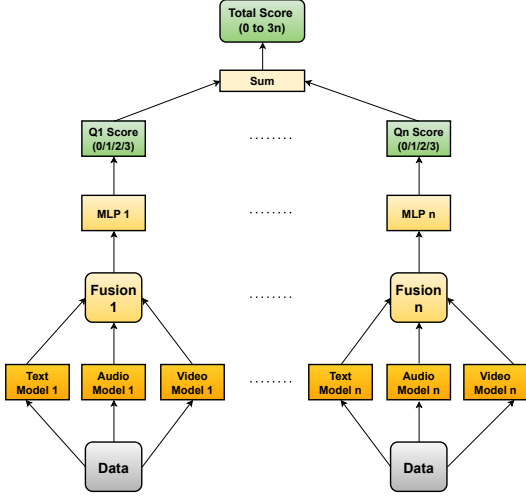 Total Score
(0 to 3n)
Sum
Q1 Score
(0/1/2/3)
........
Qn Score
(0/1/2/3)
MLP 1
........
MLP n
Fusion
1
........
Fusion
n
Text
Model 1
Audio
Model 1
Video
Model 1
........
Text
Model n
Audio
Model n
Video
Model n
Data
Data